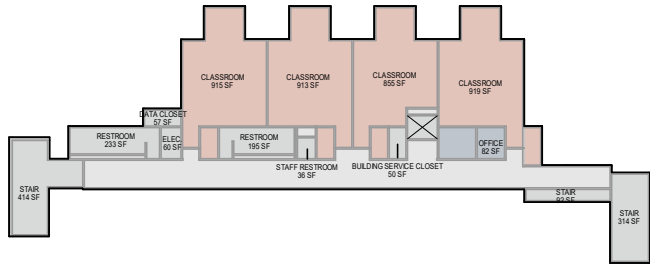 CLASSROOM
915 SF
CLASSROOM
913 SF
CLASSROOM
855 SF
CLASSROOM
919 SF
DATA CLOSET
57 SF
RESTROOM
233 SF
ELEC
60 SF
RESTROOM
195 SF
OFFICE
82 SF
STAFF RESTROOM
36 SF
BUILDING SERVICE CLOSET
50 SF
STAIR
414 SF
STAIR
92 SF
STAIR
314 SF